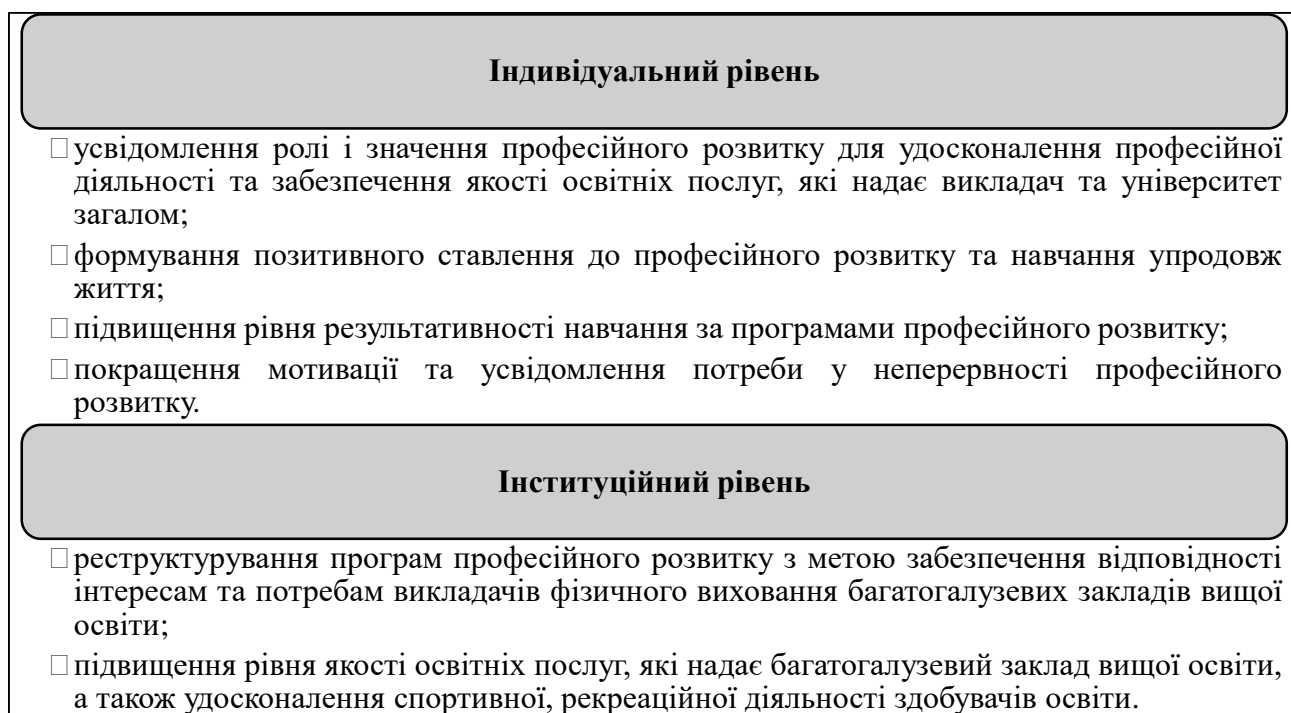 Індивідуальний рівень
□ усвідомлення ролі і значення професійного розвитку для удосконалення професійної
діяльності та забезпечення якості освітніх послуг, які надає викладач та університет
загалом;
□ формування позитивного ставлення до професійного розвитку та навчання упродовж
життя;
□ підвищення рівня результативності навчання за програмами професійного розвитку;
□ покращення мотивації та усвідомлення потреби у неперервності професійного
розвитку.
Інституційний рівень
□ реструктурування програм професійного розвитку з метою забезпечення відповідності
інтересам та потребам викладачів фізичного виховання багатогалузевих закладів вищої
освіти;
□ підвищення рівня якості освітніх послуг, які надає багатогалузевий заклад вищої освіти,
а також удосконалення спортивної, рекреаційної діяльності здобувачів освіти.